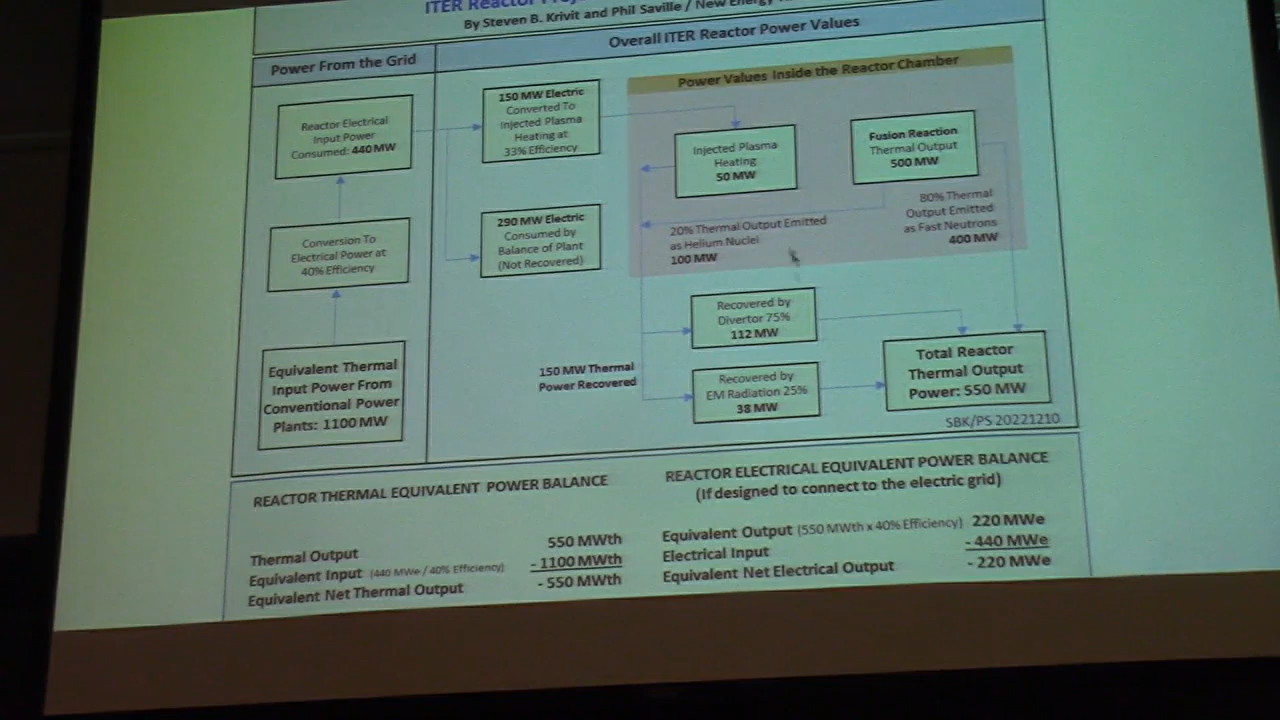 ITER Reactor
By Steven B. Krivit and Phil Saville / New Energy
Power From the Grid
Overall ITER Reactor Power Values
Reactor Electrical
Input Power
Consumed: 440 MW
Conversion To
Electrical Power at
40% Efficiency
Equivalent Thermal
Input Power From
Conventional Power
Plants: 1100 MW
150 MW Electric
Converted To
Injected Plasma
Heating at
33% Efficiency
290 MW Electric
Consumed by
Balance of Plant
(Not Recovered)
Power Values Inside the Reactor Chamber
Injected Plasma
Heating
50 MW
Fusion Reaction
Thermal Output
500 MW
20% Thermal Output Emitted
as Helium Nuclei
100 MW
80% Thermal
Output Emitted
as Fast Neutrons
400 MW
Recovered by
Divertor 75%
112 MW
150 MW Thermal
Power Recovered
Recovered by
EM Radiation 25%
38 MW
Total Reactor
Thermal Output
Power: 550 MW
SBK/PS 20221210
REACTOR THERMAL EQUIVALENT POWER BALANCE
Thermal Output 550 MWth
Equivalent Input (440 MWe / 40% Efficiency) - 1100 MWth
Equivalent Net Thermal Output - 550 MWth
REACTOR ELECTRICAL EQUIVALENT POWER BALANCE
(If designed to connect to the electric grid)
Equivalent Output (550 MWth x 40% Efficiency) 220 MWe
Electrical Input - 440 MWe
Equivalent Net Electrical Output - 220 MWe